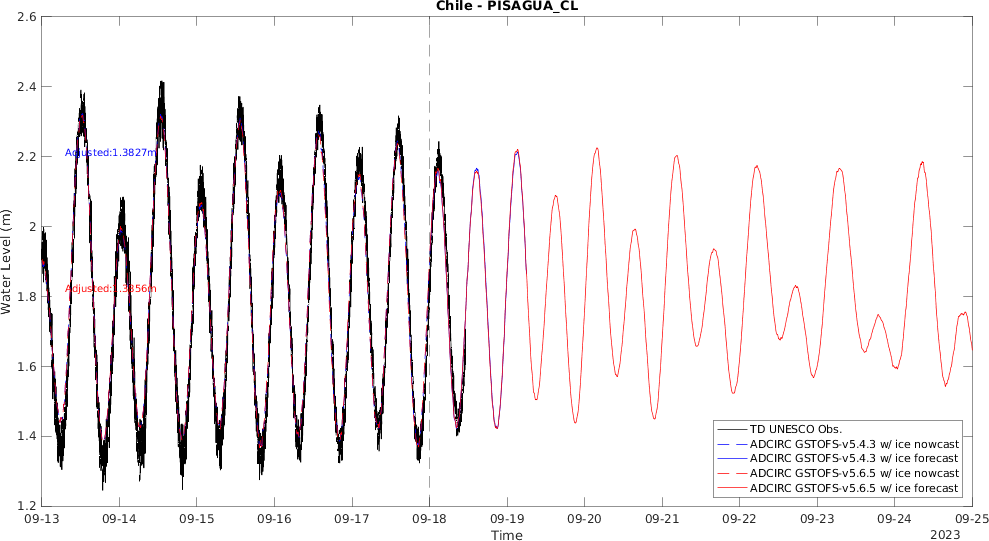 Chile - PISAGUA_CL
2.6
2.4
2.2
2
1.8
1.6
1.4
1.2
Water Level (m)
Adjusted:1.3827m
Adjusted:1.3856m
TD UNESCO Obs.
ADCIRC GSTOFS-v5.4.3 w/ ice nowcast
ADCIRC GSTOFS-v5.4.3 w/ ice forecast
ADCIRC GSTOFS-v5.6.5 w/ ice nowcast
ADCIRC GSTOFS-v5.6.5 w/ ice forecast
09-13 09-14 09-15 09-16 09-17 09-18 09-19 09-20 09-21 09-22 09-23 09-24 09-25
Time
2023